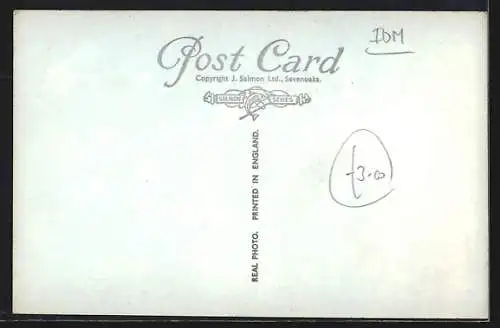 IOM
Post Card
Copyright J. Salmon Ltd., Sevenoaks.
SALMON SERIES
REAL PHOTO. PRINTED IN ENGLAND.
£3-00